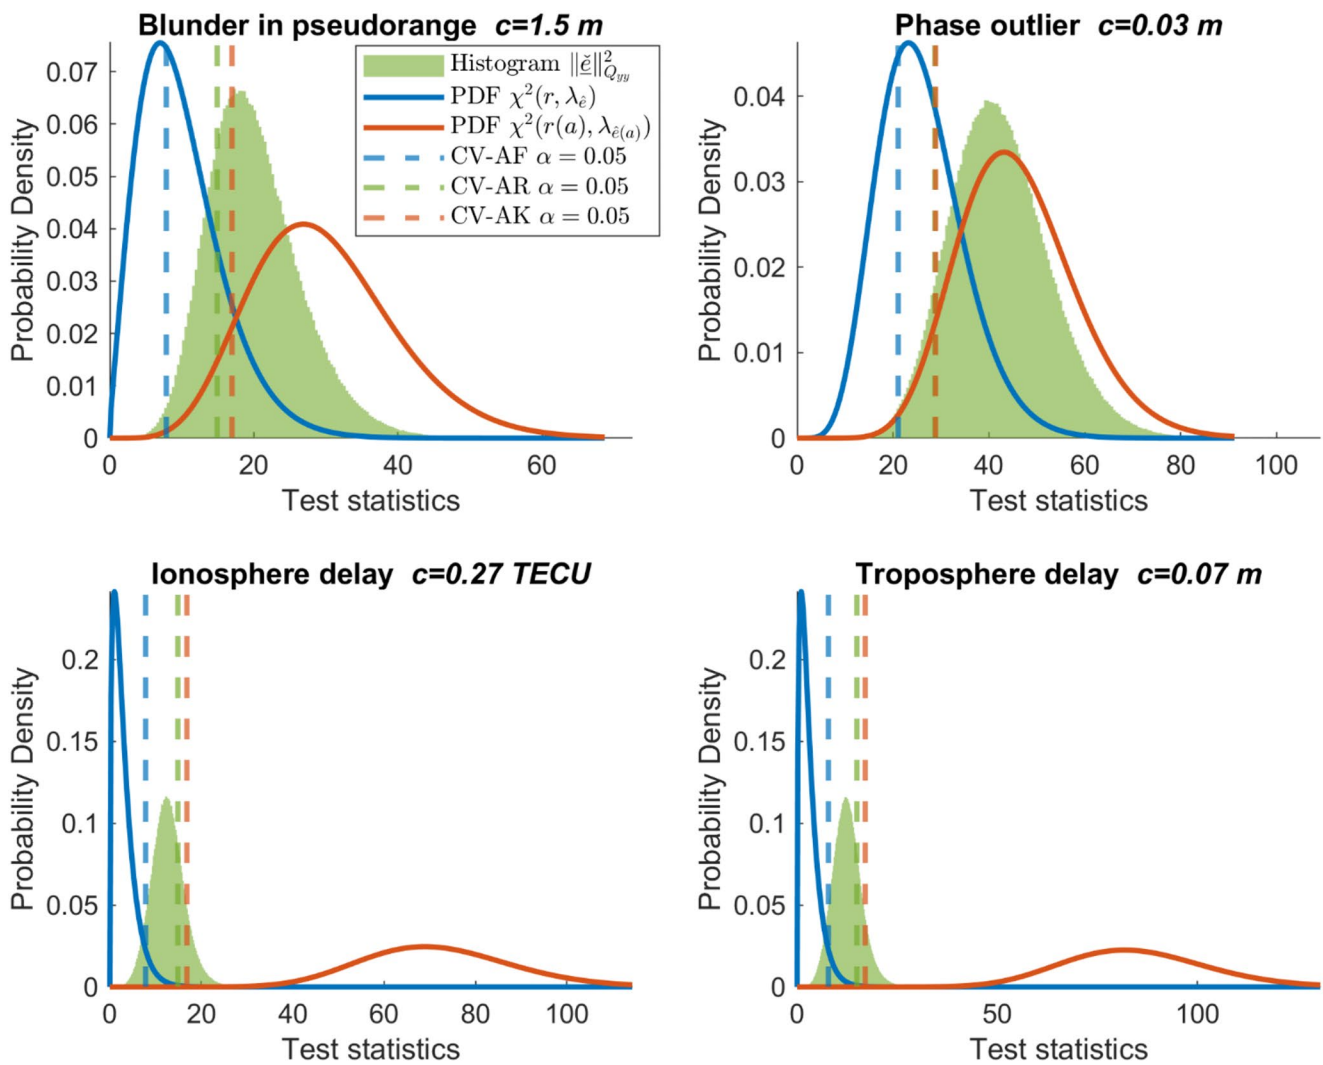 Blunder in pseudorange c=1.5 m
Probability Density
0.07
0.06
0.05
0.04
0.03
0.02
0.01
0
0 20 40 60
Test statistics
Histogram ‖ě‖²_{Q_{yy}}
PDF χ²(r, λ_ê)
PDF χ²(r(a), λ_{ê(a)})
CV-AF α = 0.05
CV-AR α = 0.05
CV-AK α = 0.05
Phase outlier c=0.03 m
Probability Density
0.04
0.03
0.02
0.01
0
0 20 40 60 80 100
Test statistics
Ionosphere delay c=0.27 TECU
Probability Density
0.2
0.15
0.1
0.05
0
0 20 40 60 80 100
Test statistics
Troposphere delay c=0.07 m
Probability Density
0.2
0.15
0.1
0.05
0
0 50 100
Test statistics